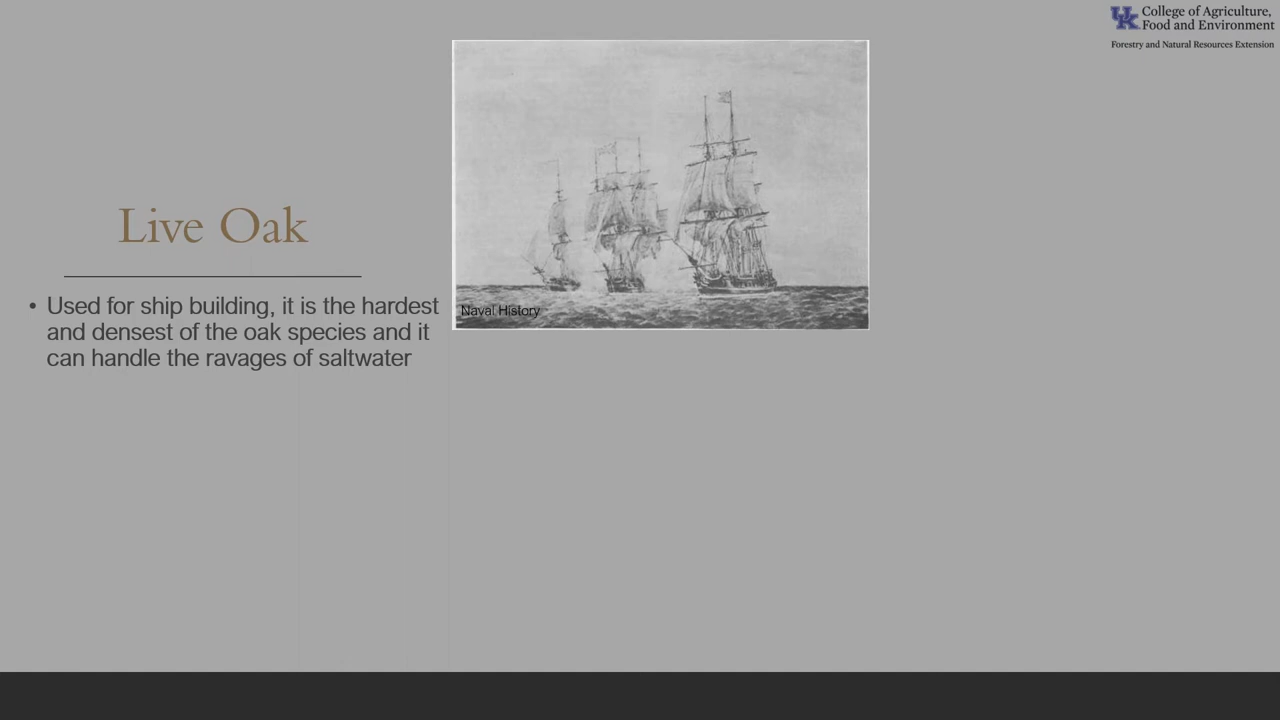 College of Agriculture,
Food and Environment
Forestry and Natural Resources Extension
Live Oak
• Used for ship building, it is the hardest
and densest of the oak species and it
can handle the ravages of saltwater
Naval History